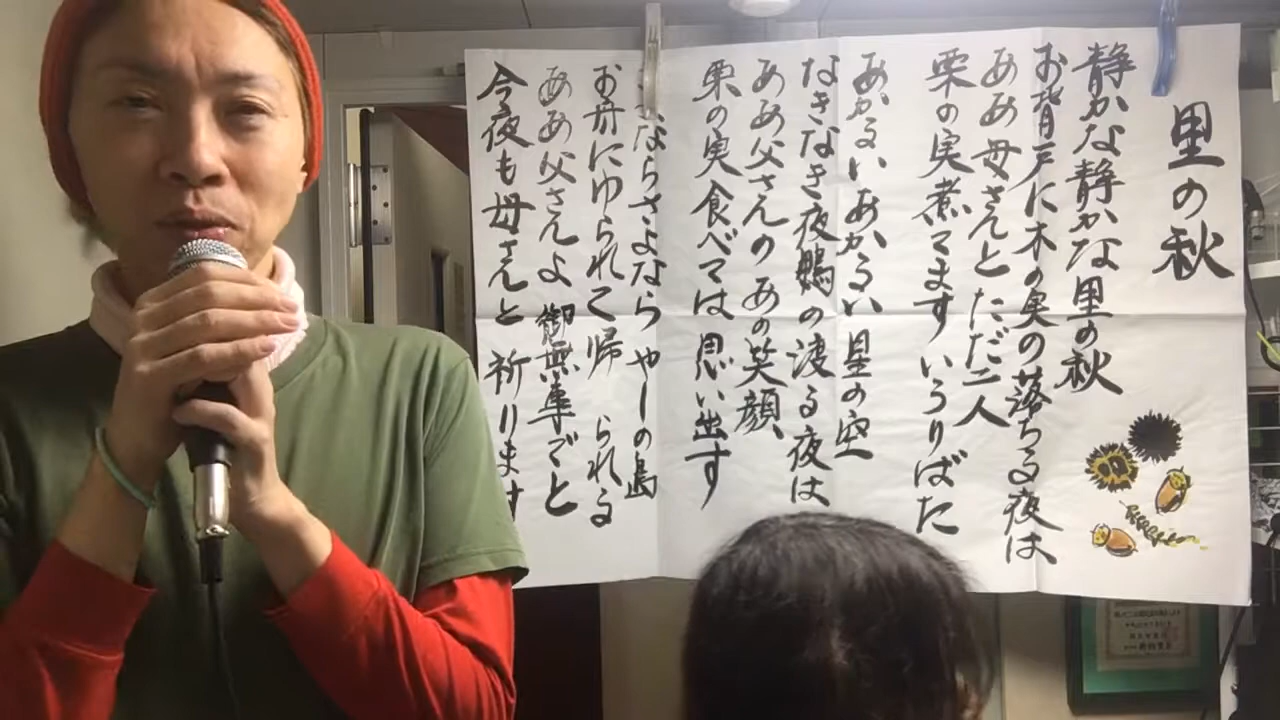 里の秋
静かな静かな里の秋
お背戸に木の実の落ちる夜は
ああ母さんとただ二人
栗の実煮てます いろりばた
あかるいあかるい 星の空
なきなき夜鴨の渡る夜は
ああ父さんの あの笑顔、
栗の実食べては 思い出す
ならさよなら やしの島
お舟にゆられて帰 られる
ああ父さんよ 御無事でと
今夜も母さんと 祈ります